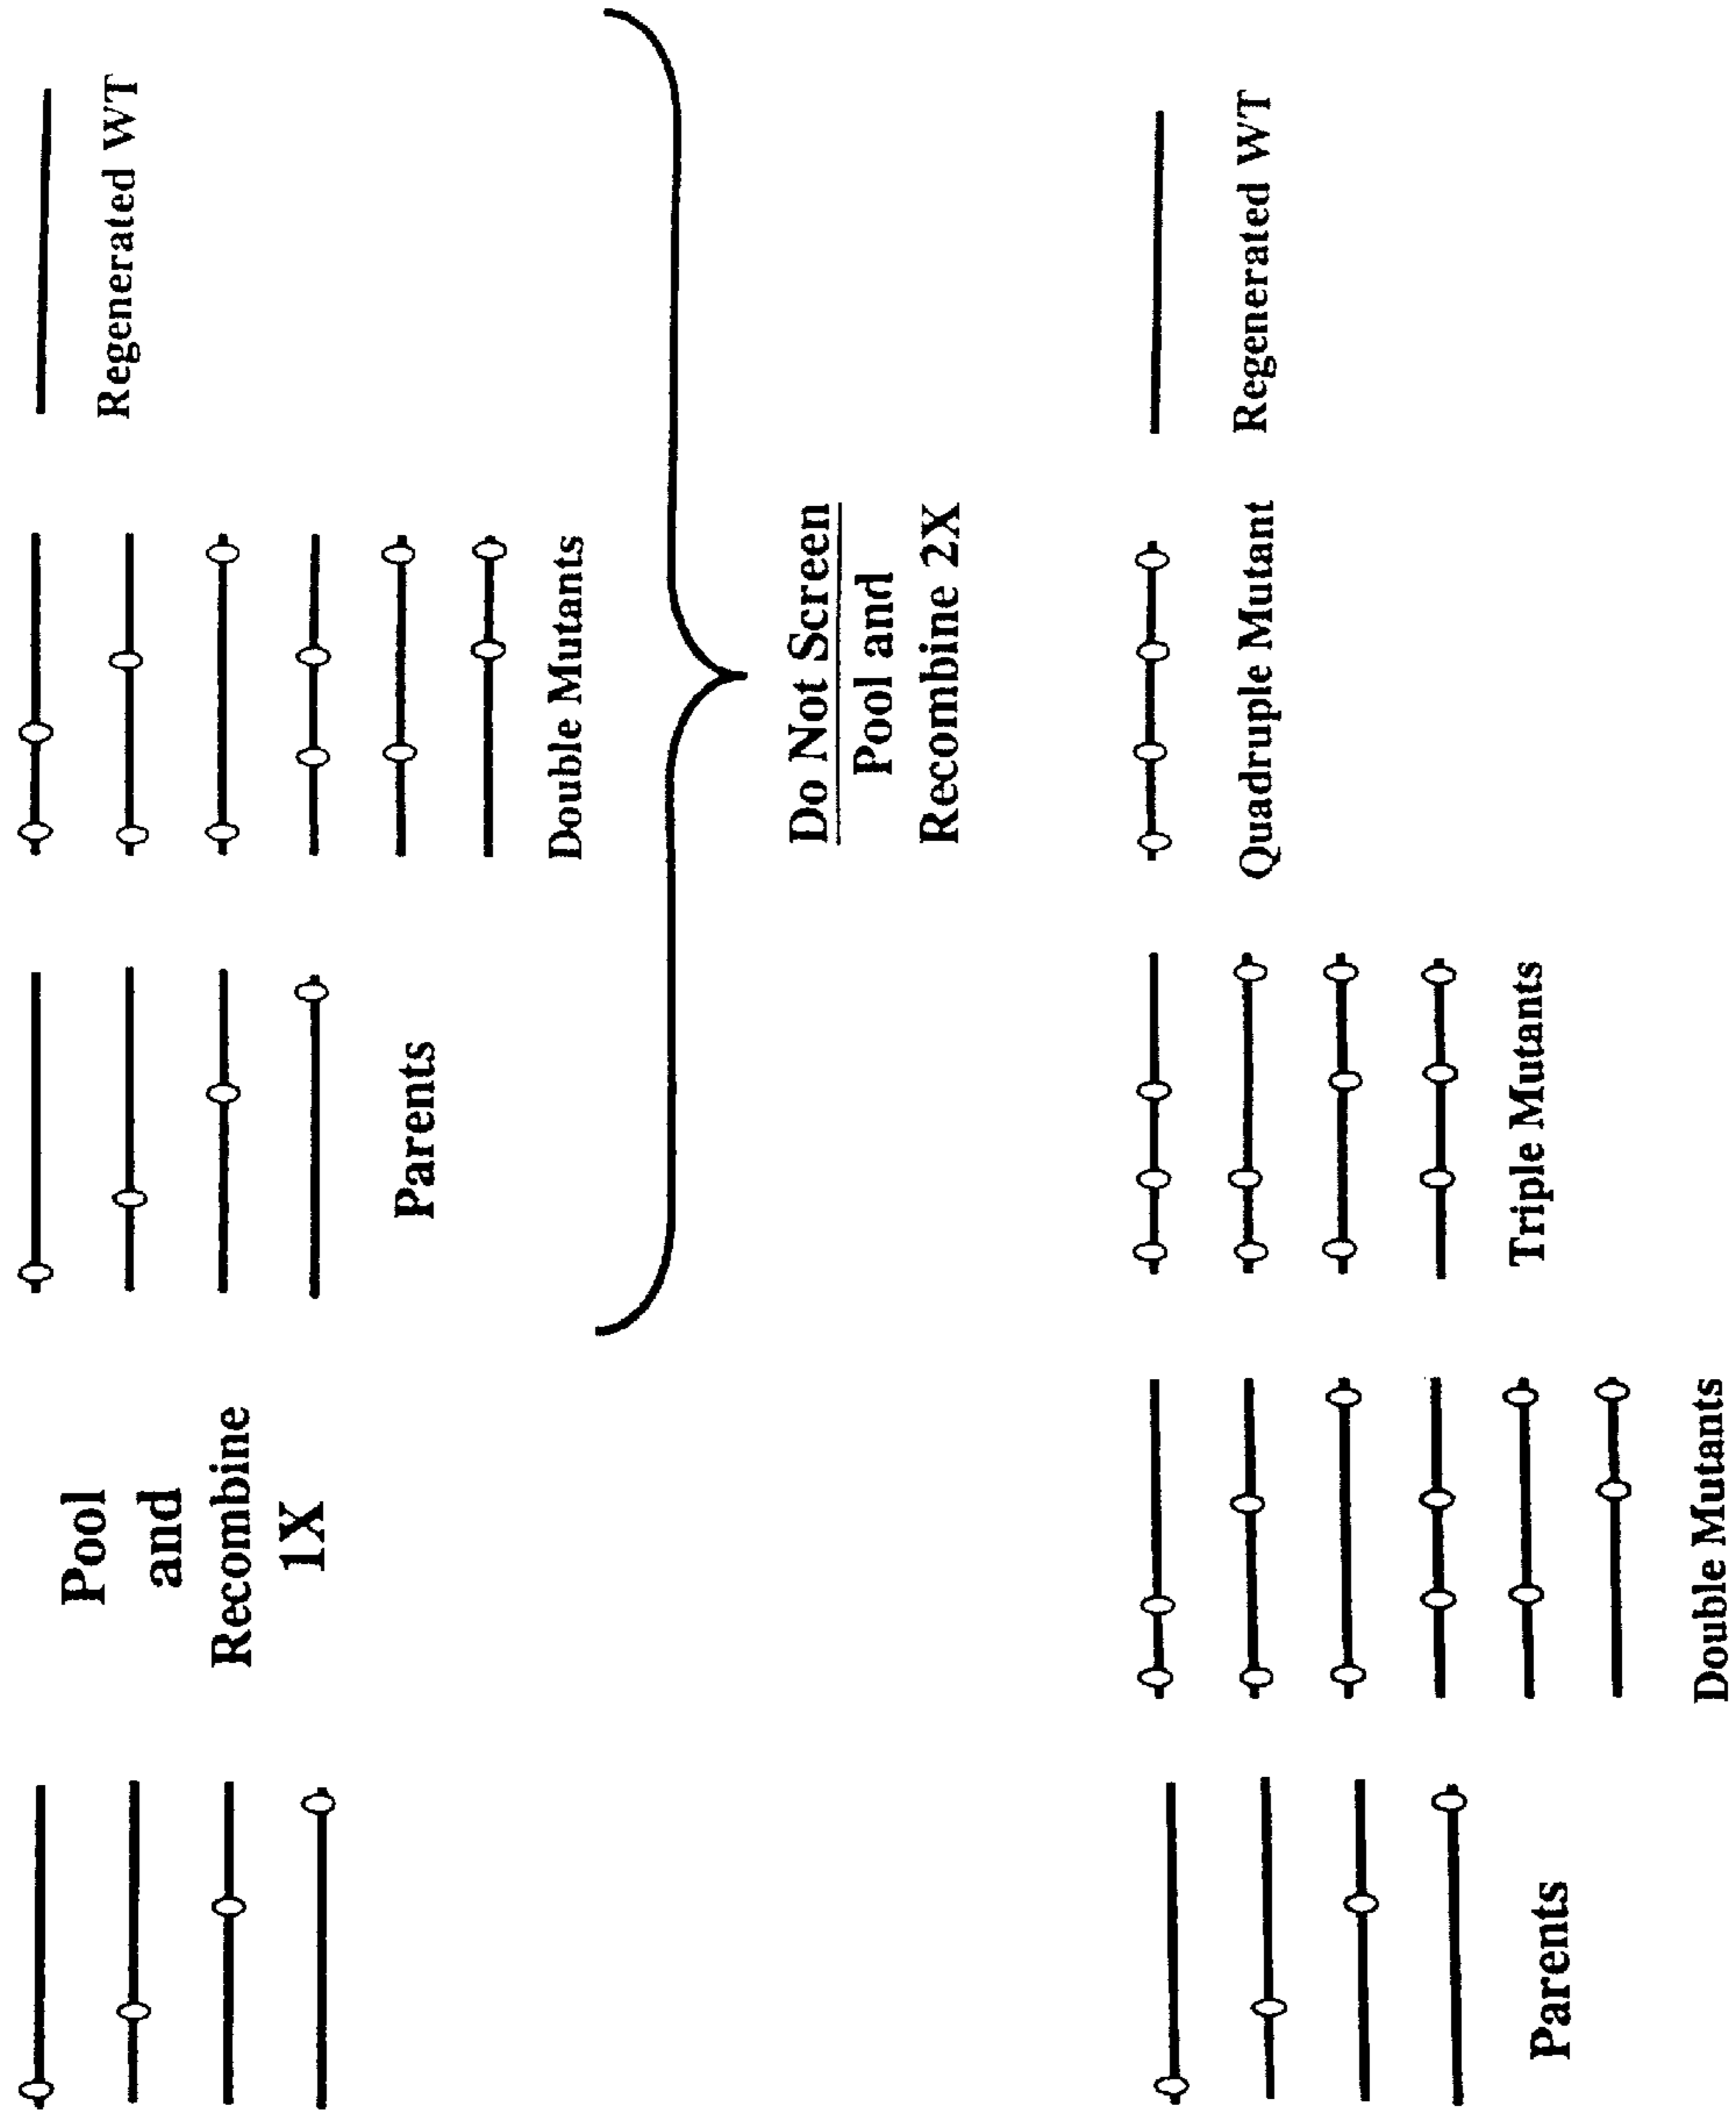 Pool
and
Recombine
1X
Parents
Double Mutants
Regenerated WT
Do Not Screen
Pool and
Recombine 2X
Parents
Double Mutants
Triple Mutants
Quadruple Mutant
Regenerated WT